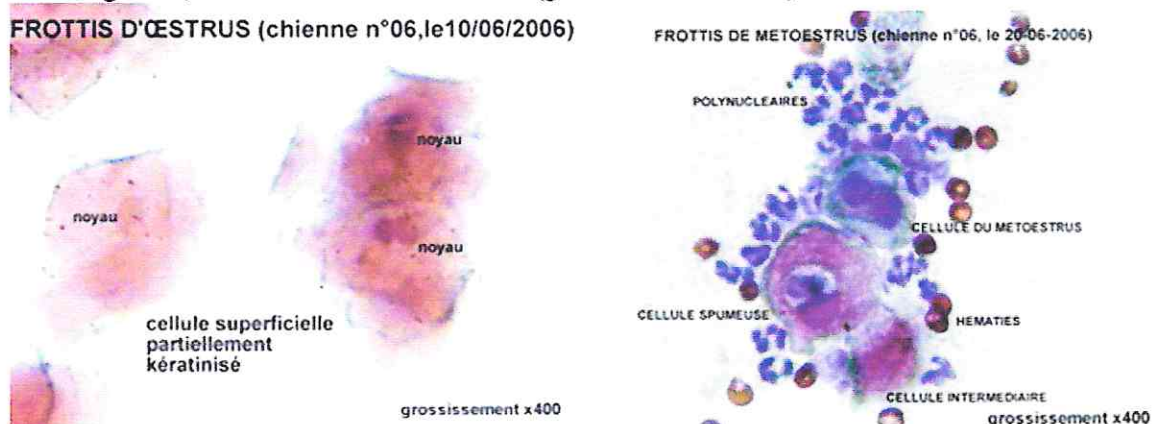 FROTTIS D'ŒSTRUS (chienne n°06,le10/06/2006)
noyau
noyau
noyau
cellule superficielle
partiellement
kératinisé
grossissement x400
FROTTIS DE METOESTRUS (chienne n°06, le 20-06-2006)
POLYNUCLEAIRES
CELLULE DU METOESTRUS
CELLULE SPUMEUSE
HEMATIES
CELLULE INTERMEDIAIRE
grossissement x400